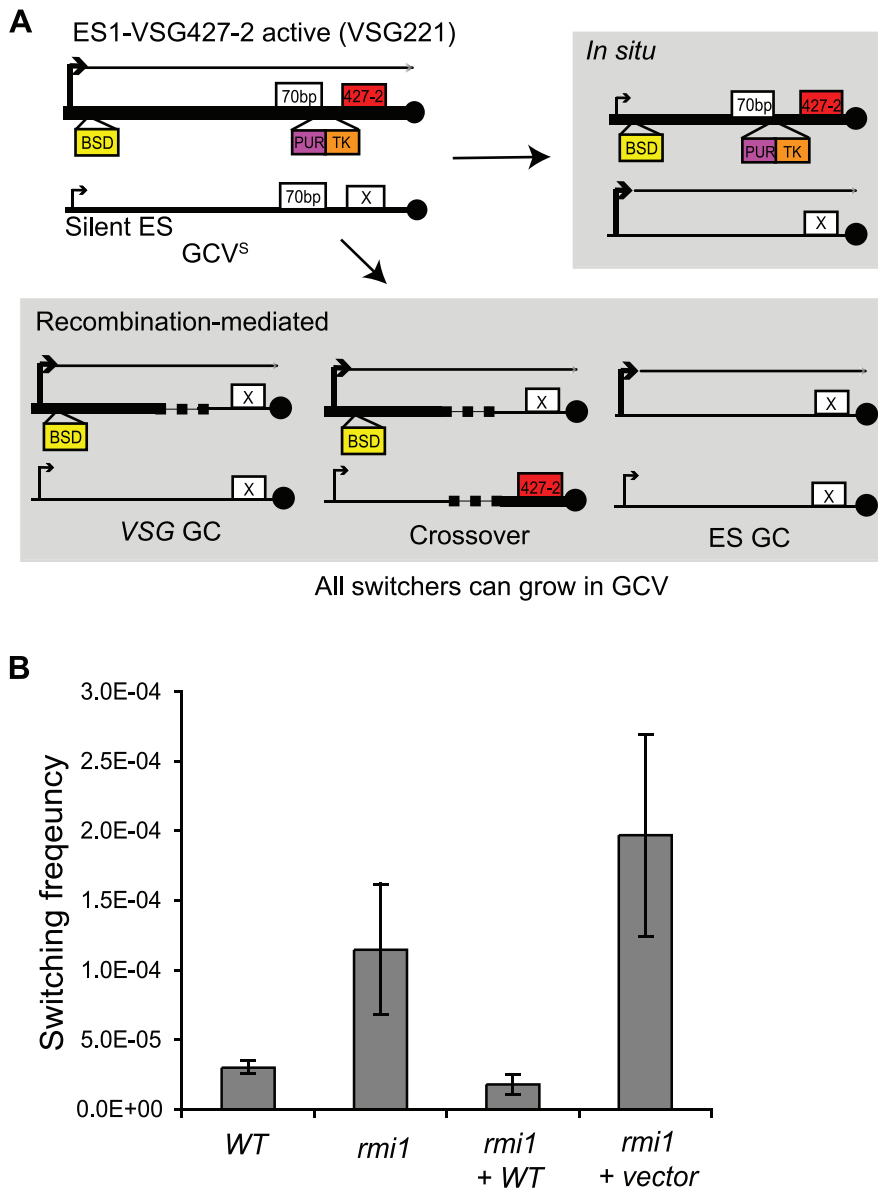 A
ES1-VSG427-2 active (VSG221)
70bp
427-2
BSD
PUR
TK
70bp
X
Silent ES
GCVS
In situ
70bp
427-2
BSD
PUR
TK
X
Recombination-mediated
X
BSD
X
VSG GC
X
BSD
427-2
Crossover
X
X
ES GC
All switchers can grow in GCV
B
Switching freqeuncy
3.0E-04
2.5E-04
2.0E-04
1.5E-04
1.0E-04
5.0E-05
0.0E+00
WT
rmi1
rmi1
+ WT
rmi1
+ vector